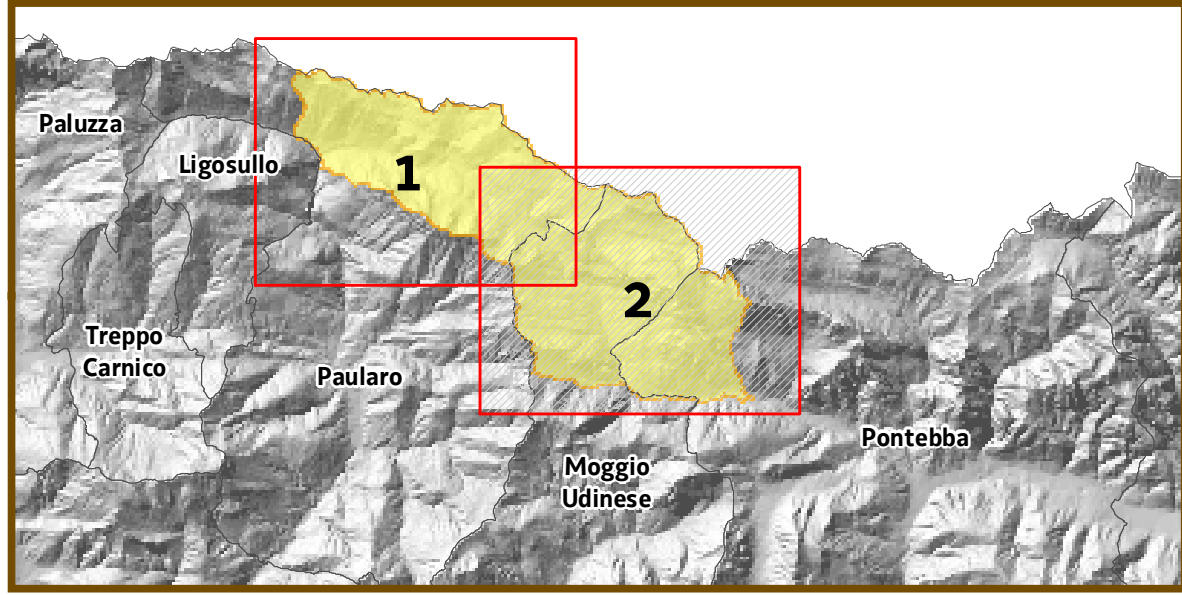 Paluzza
Ligosullo
1
2
Treppo
Carnico
Paularo
Pontebba
Moggio
Udinese